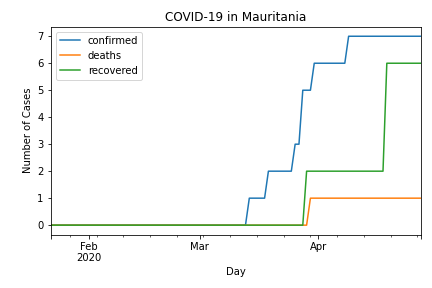 COVID-19 in Mauritania
confirmed
deaths
recovered
Number of Cases
7
6
5
4
3
2
1
0
Feb
2020
Mar
Apr
Day